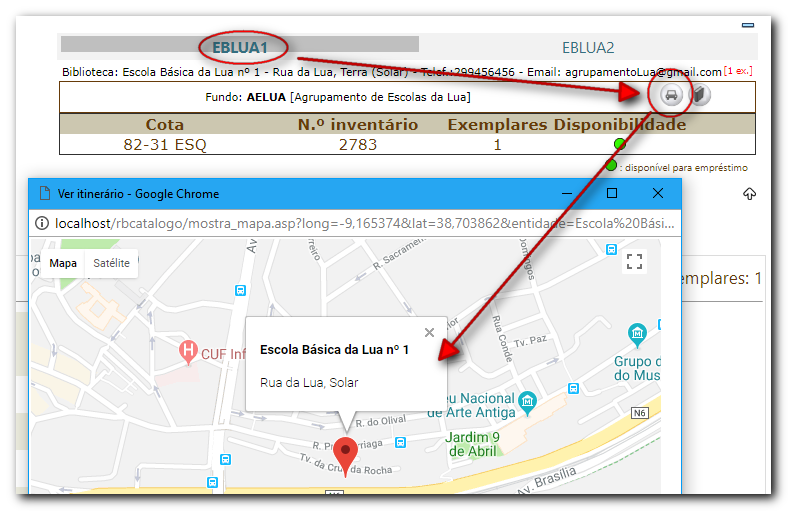 EBLUA1 EBLUA2
Biblioteca: Escola Básica da Lua nº 1 - Rua da Lua, Terra (Solar) - Telef.:299456456 - Email: agrupamentoLua@gmail.com [1 ex.]
Fundo: AELUA [Agrupamento de Escolas da Lua]
Cota N.º inventário Exemplares Disponibilidade
82-31 ESQ 2783 1
: disponível para empréstimo
Ver itinerário - Google Chrome
localhost/rbcatalogo/mostra_mapa.asp?long=-9,165374&lat=38,703862&entidade=Escola%20Bási...
Mapa Satélite
emplares: 1
R. Sacramen
Domingos
Av
CUF Inf
Escola Básica da Lua nº 1
Rua da Lua, Solar
Rua Conde
Tv. Paz
Grupo d
do Mus
eu Nacional
de Arte Antiga
N6
R. do Olival
Jardim 9
de Abril
Tv. da Cruz da Rocha
Av. Brasília
N6